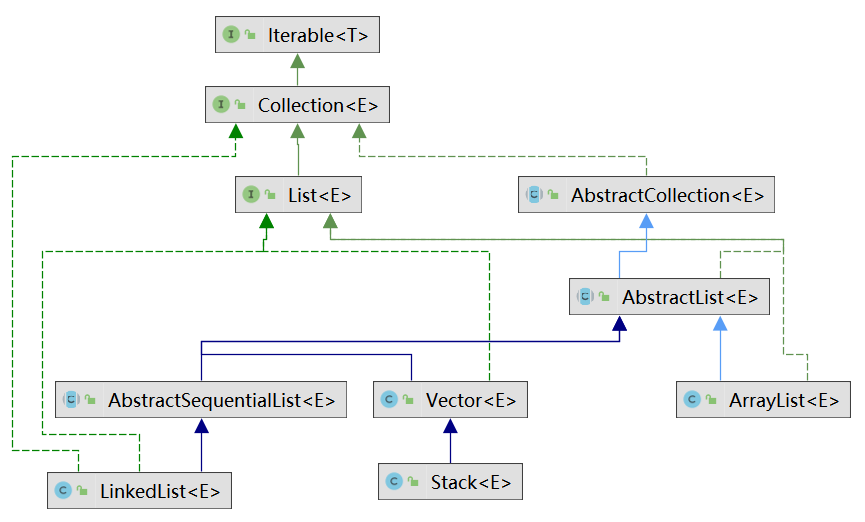 I Iterable<T>
I Collection<E>
I List<E>
C AbstractCollection<E>
C AbstractList<E>
C AbstractSequentialList<E>
C Vector<E>
C ArrayList<E>
C LinkedList<E>
C Stack<E>